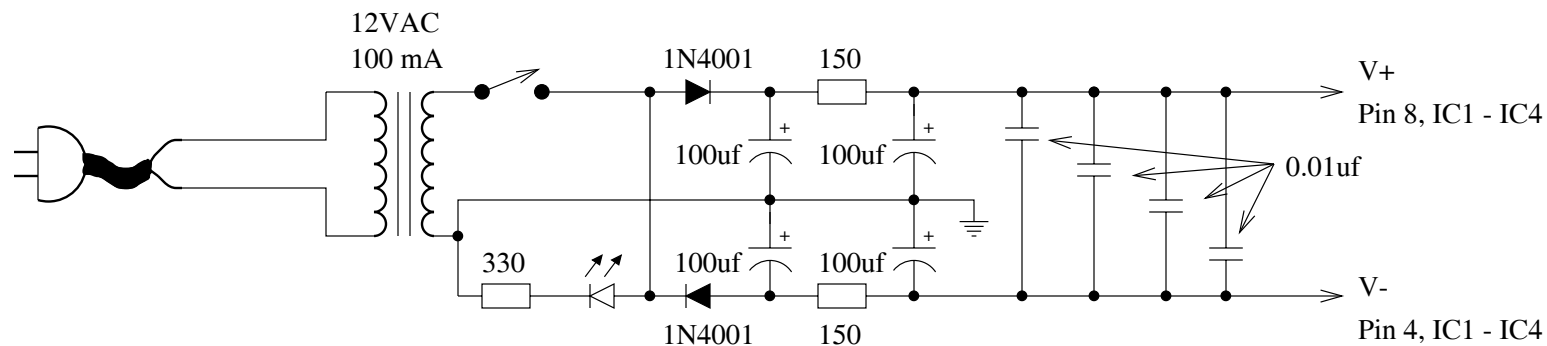 12VAC
100 mA
1N4001
150
V+
Pin 8, IC1 - IC4
+
+
100uf
100uf
0.01uf
+
+
330
100uf
100uf
V-
1N4001
150
Pin 4, IC1 - IC4